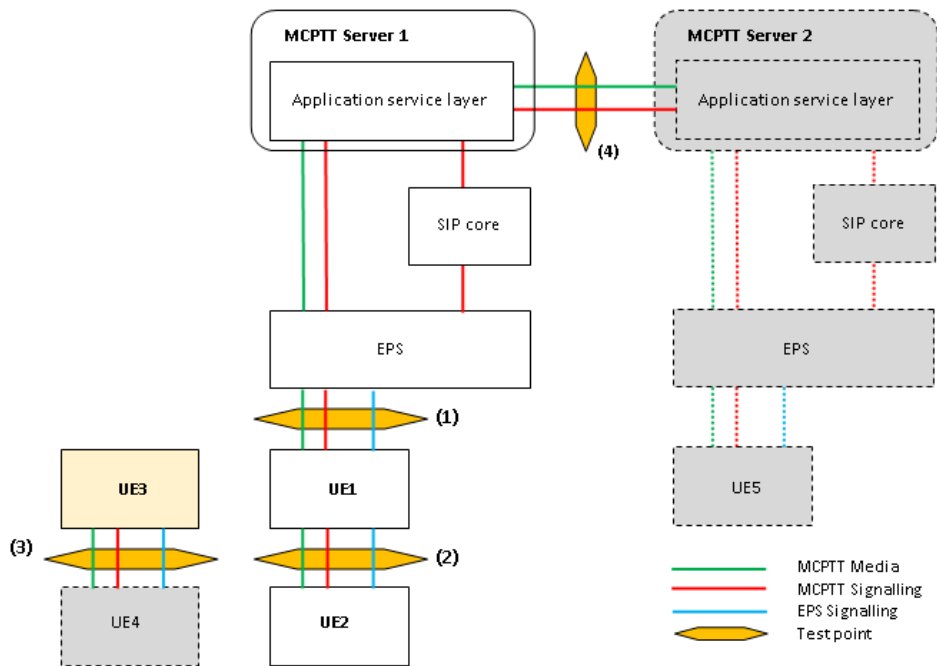 MCPTT Server 1
MCPTT Server 2
Application service layer
Application service layer
(4)
SIP core
SIP core
EPS
EPS
(1)
UE3
UE1
UE5
(3)
(2)
UE4
UE2
MCPTT Media
MCPTT Signalling
EPS Signalling
Test point